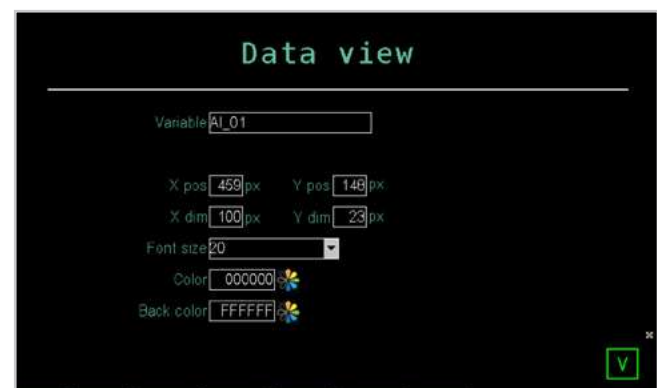 Data view
Variable AI_01
X pos 459 px Y pos 148 px
X dim 100 px Y dim 23 px
Font size 20
Color 000000
Back color FFFFFF
V